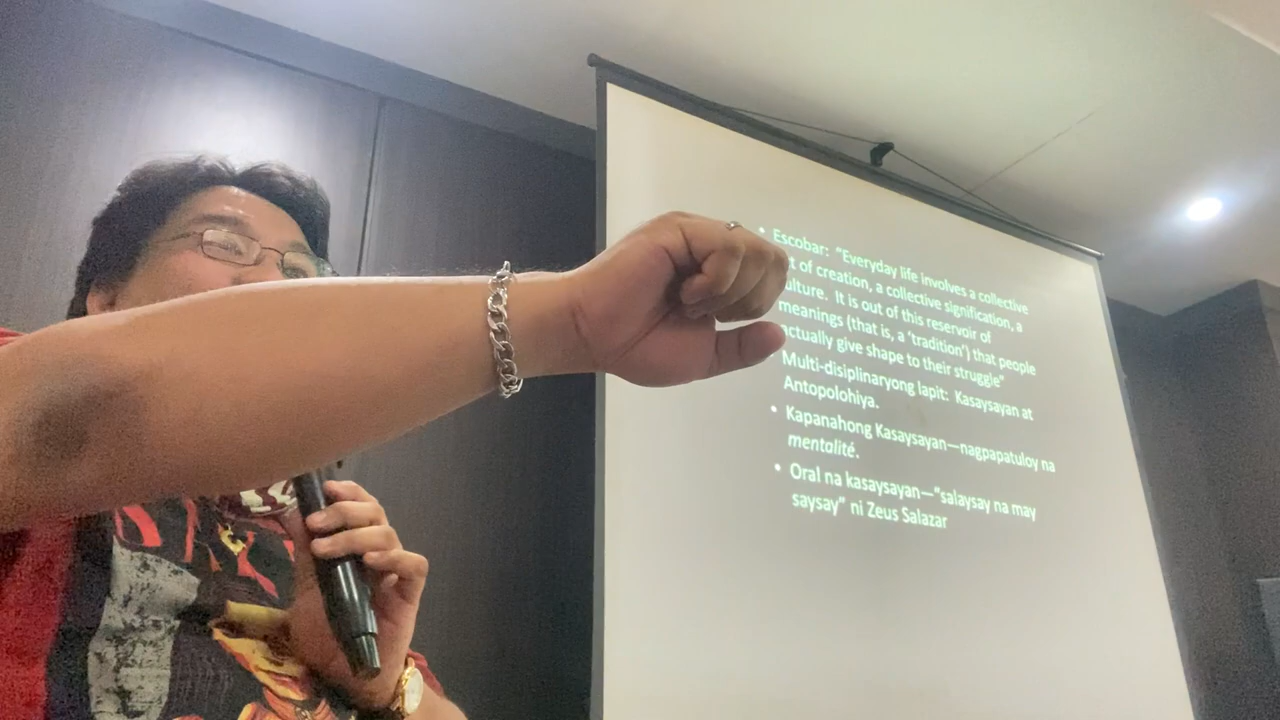 • Escobar: "Everyday life involves a collective
of creation, a collective signification, a
It is out of this reservoir of
meanings (that is, a 'tradition') that people
actually give shape to their struggle"
Multi-disiplinaryong lapit: Kasaysayan at
Antopolohiya.
• Kapanahong Kasaysayan—nagpapatuloy na
mentalité.
• Oral na kasaysayan—"salaysay na may
saysay" ni Zeus Salazar